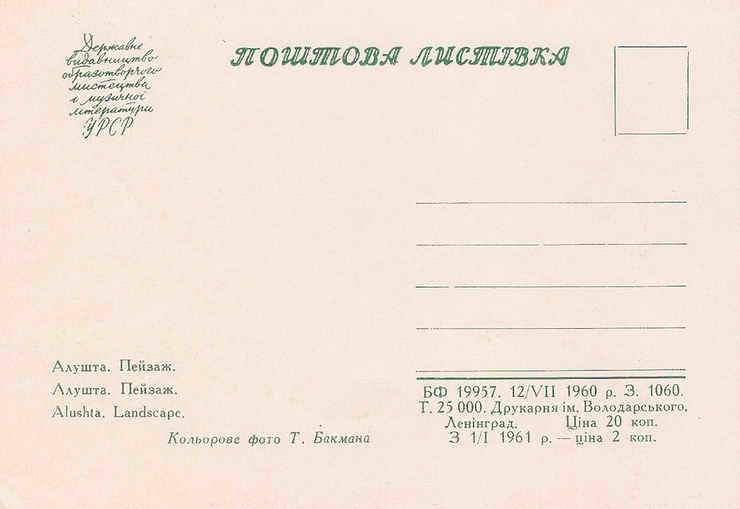 Державне
видавництво
образотворчого
мистецтва
і музичної
літератури
УРСР
ПОШТОВА ЛИСТІВКА
Алушта. Пейзаж.
Алушта. Пейзаж.
Alushta. Landscape.
Кольорове фото Т. Бакмана
БФ 19957. 12/VII 1960 р. З. 1060.
Т. 25 000. Друкарня ім. Володарського,
Ленінград. Ціна 20 коп.
З 1/I 1961 р. — ціна 2 коп.